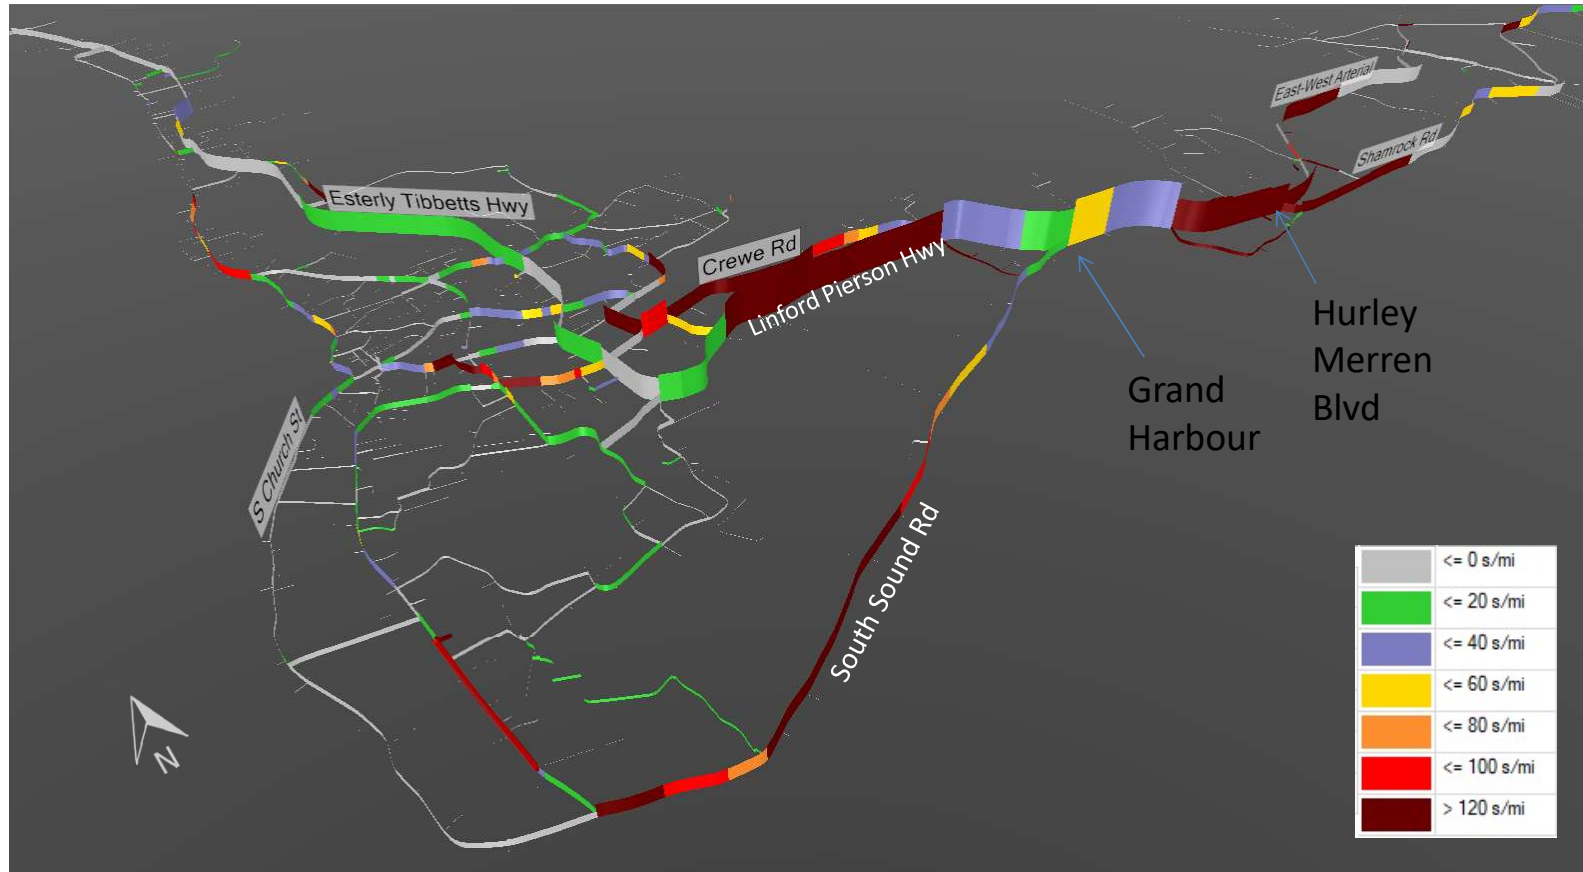 East-West Arterial
Shamrock Rd
Esterly Tibbetts Hwy
Crewe Rd
Linford Pierson Hwy
Hurley
Merren
Blvd
Grand
Harbour
S Church St
South Sound Rd
N
<= 0 s/mi
<= 20 s/mi
<= 40 s/mi
<= 60 s/mi
<= 80 s/mi
<= 100 s/mi
> 120 s/mi